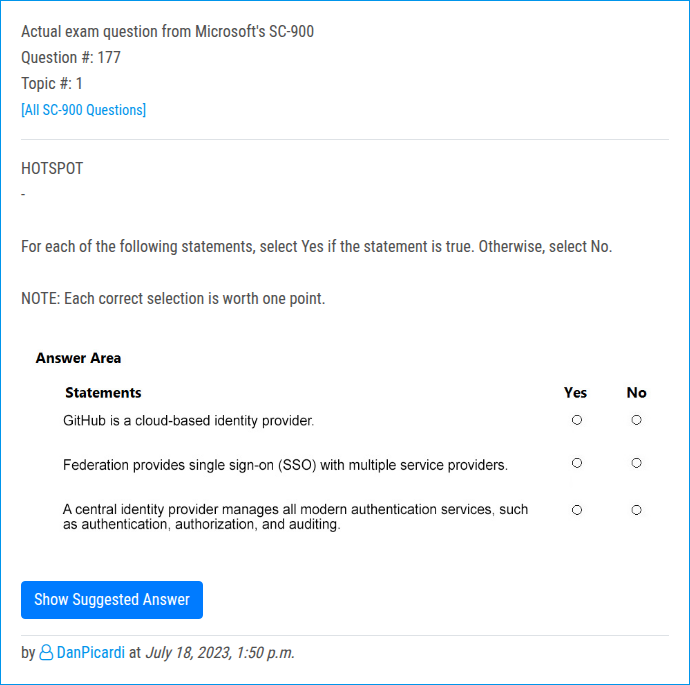 Actual exam question from Microsoft's SC-900
Question #: 177
Topic #: 1
[All SC-900 Questions]
HOTSPOT
-
For each of the following statements, select Yes if the statement is true. Otherwise, select No.
NOTE: Each correct selection is worth one point.
Answer Area
Statements Yes No
GitHub is a cloud-based identity provider.
Federation provides single sign-on (SSO) with multiple service providers.
A central identity provider manages all modern authentication services, such
as authentication, authorization, and auditing.
Show Suggested Answer
by DanPicardi at July 18, 2023, 1:50 p.m.